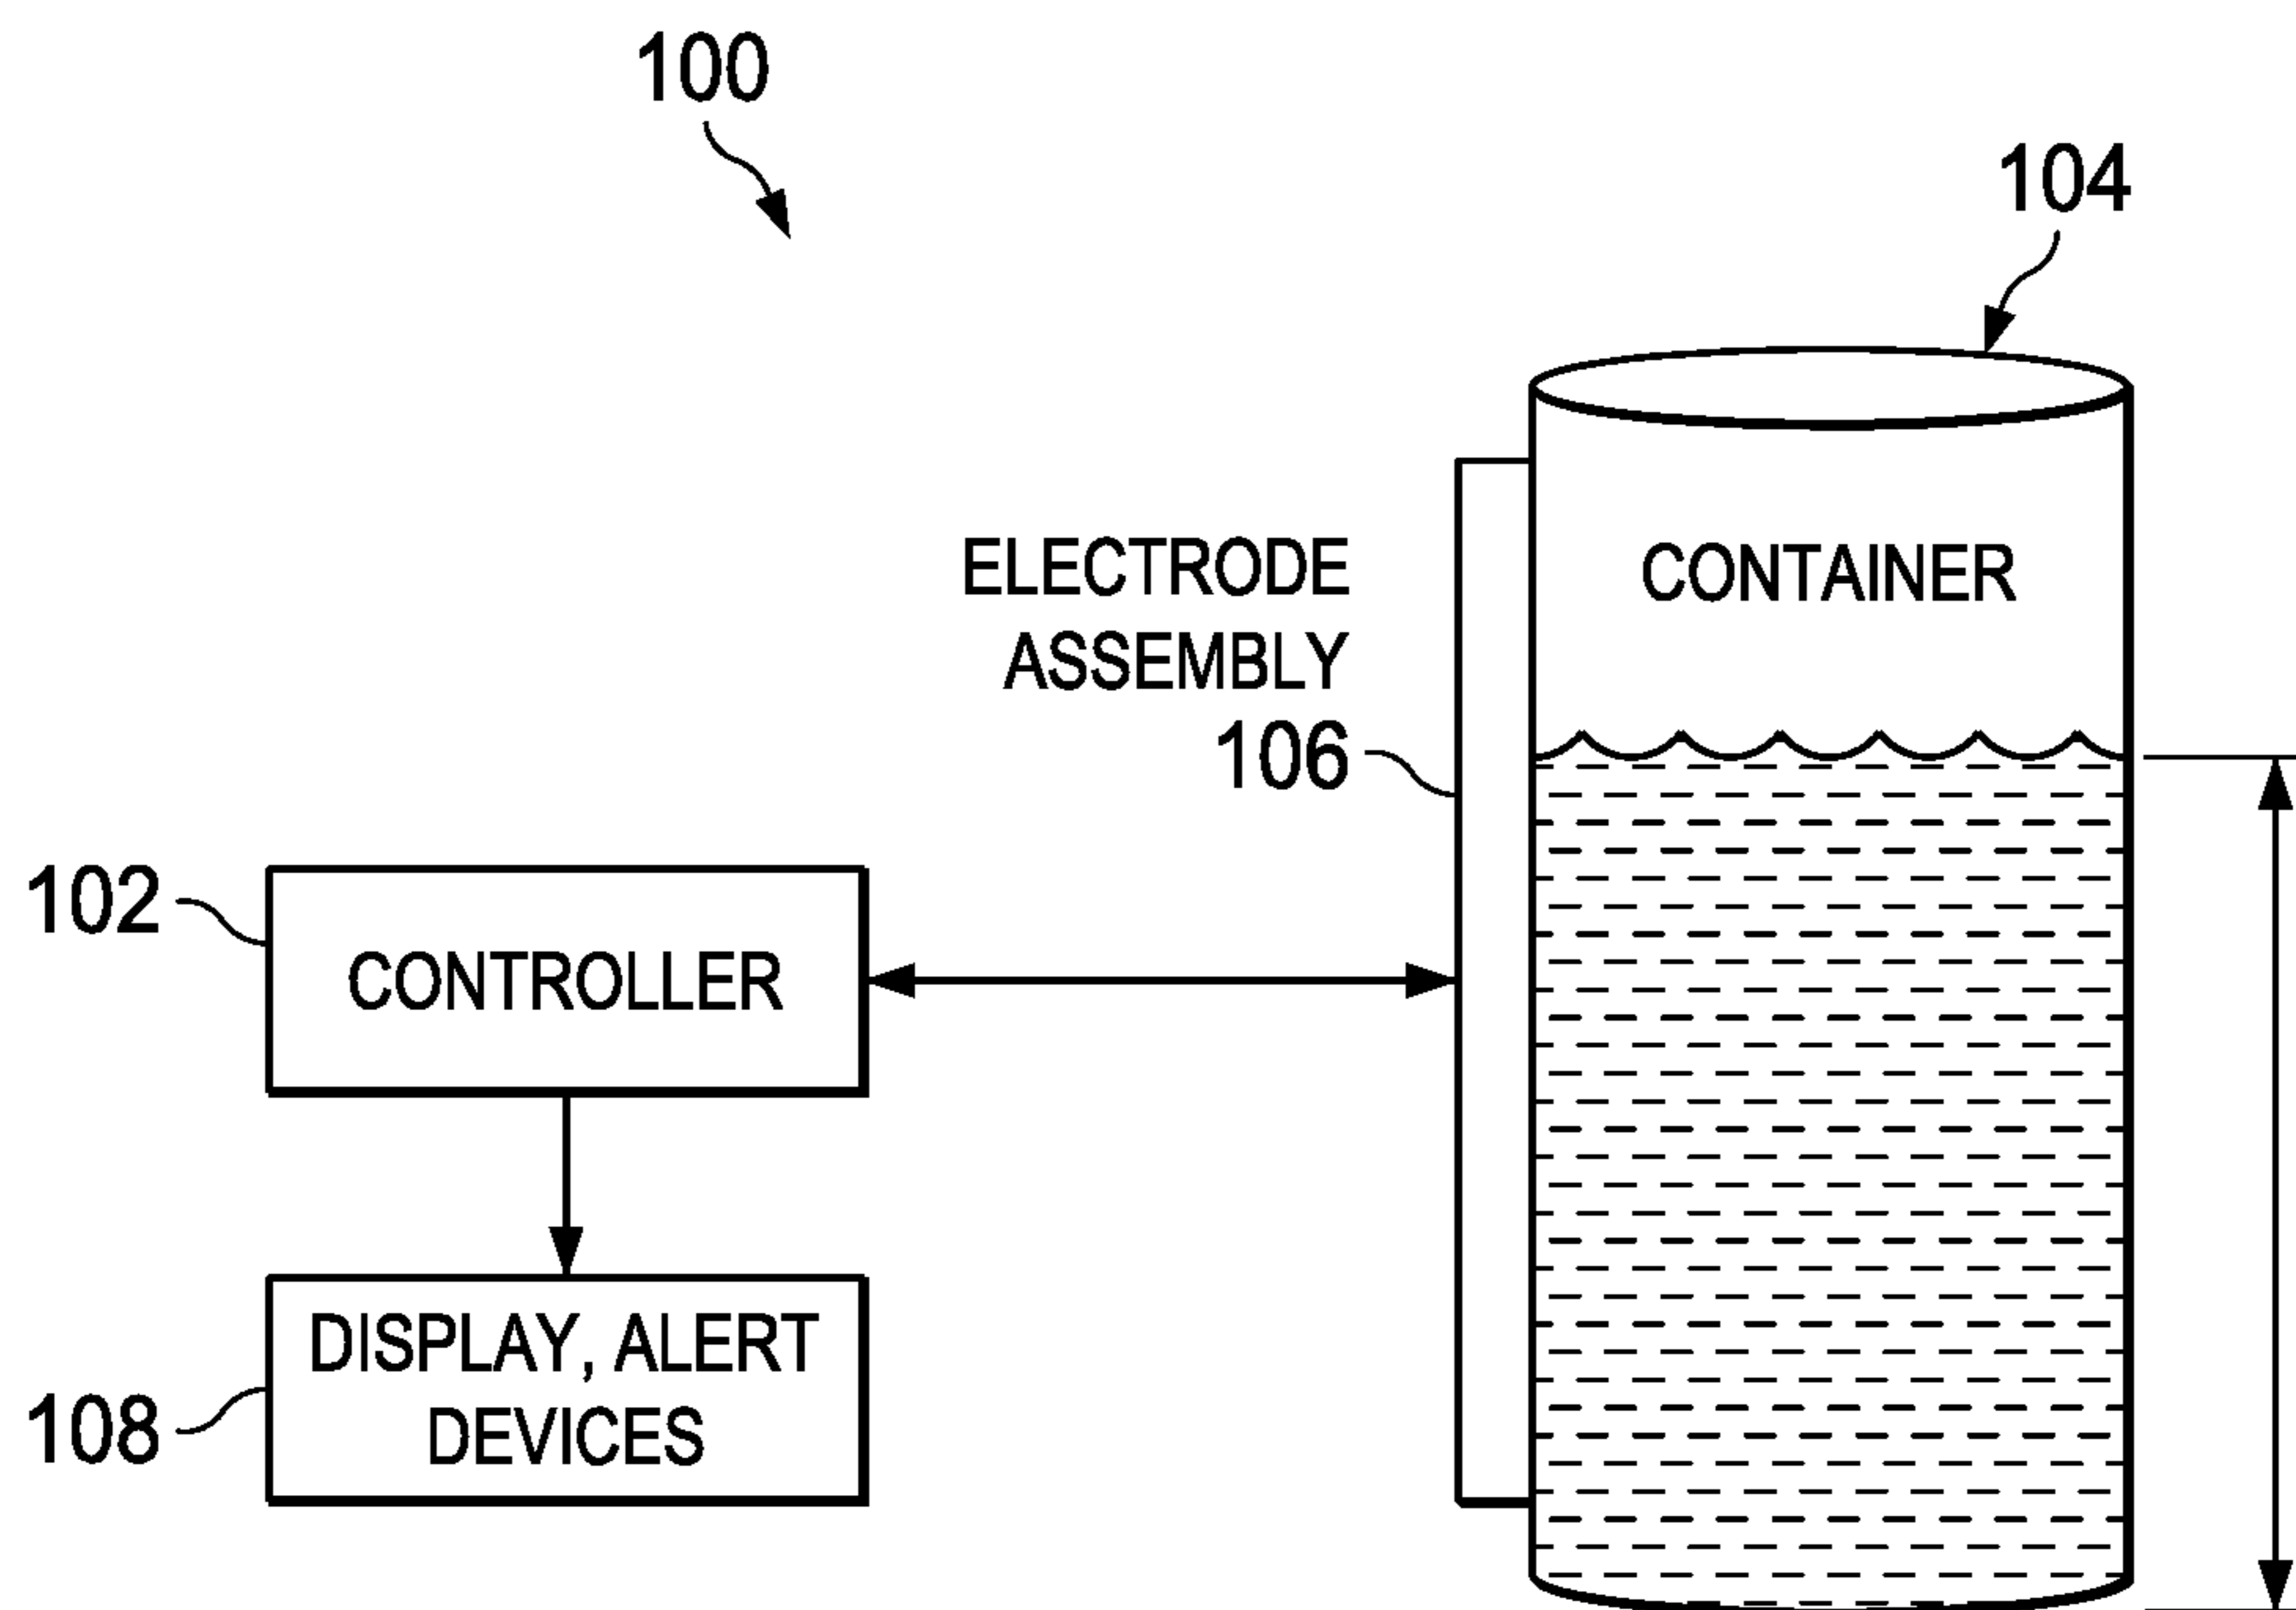 100
104
ELECTRODE
ASSEMBLY
106
CONTAINER
102
CONTROLLER
DISPLAY, ALERT
DEVICES
108